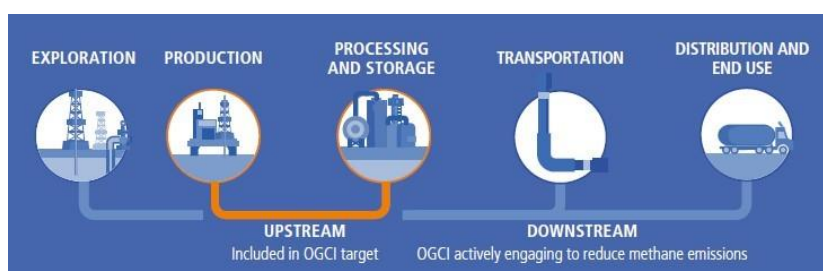 EXPLORATION
PRODUCTION
PROCESSING
AND STORAGE
TRANSPORTATION
DISTRIBUTION AND
END USE
UPSTREAM
Included in OGCI target
DOWNSTREAM
OGCI actively engaging to reduce methane emissions